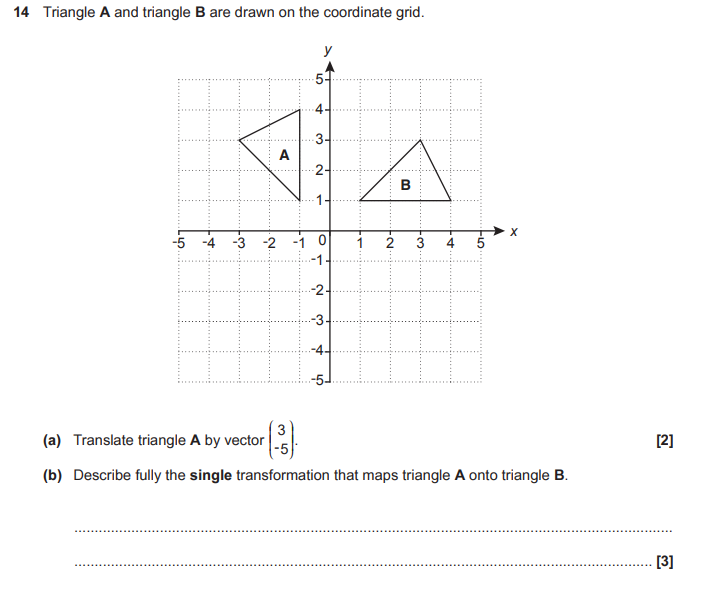 14 Triangle A and triangle B are drawn on the coordinate grid.
y
5
4
3
A
2
B
1
-5 -4 -3 -2 -1 0 1 2 3 4 5 x
-1
-2
-3
-4
-5
(a) Translate triangle A by vector (3 -5). [2]
(b) Describe fully the single transformation that maps triangle A onto triangle B.
[3]